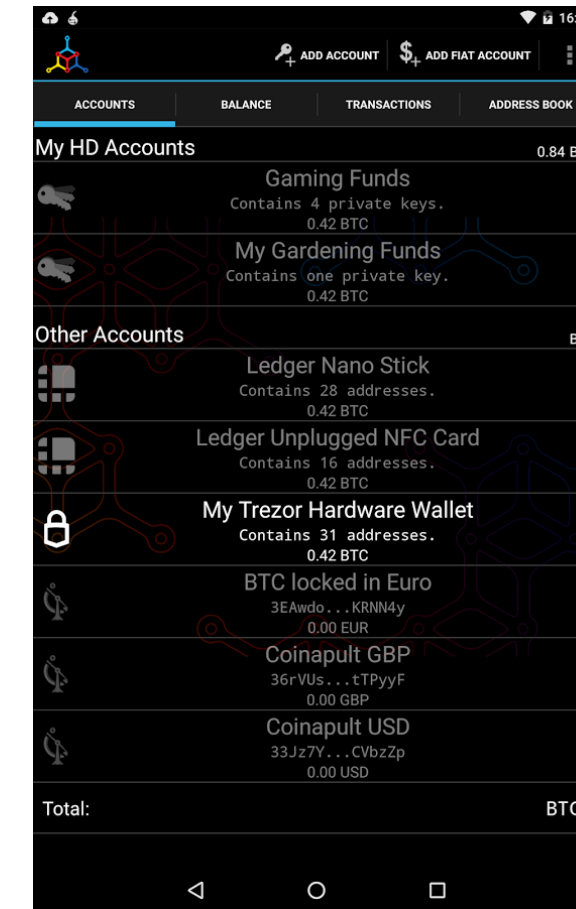 16:
ADD ACCOUNT
ADD FIAT ACCOUNT
ACCOUNTS BALANCE TRANSACTIONS ADDRESS BOOK
My HD Accounts 0.84 B
Gaming Funds
Contains 4 private keys.
0.42 BTC
My Gardening Funds
Contains one private key.
0.42 BTC
Other Accounts B
Ledger Nano Stick
Contains 28 addresses.
0.42 BTC
Ledger Unplugged NFC Card
Contains 16 addresses.
0.42 BTC
My Trezor Hardware Wallet
Contains 31 addresses.
0.42 BTC
BTC locked in Euro
3EAwdo...KRNN4y
0.00 EUR
Coinapult GBP
36rVUs...tTPyyF
0.00 GBP
Coinapult USD
33Jz7Y...CVbzZp
0.00 USD
Total: BTC